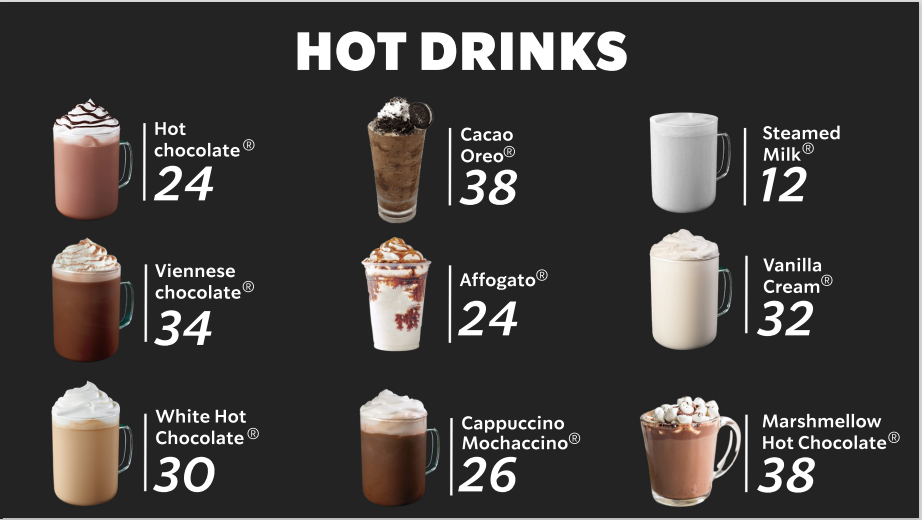 HOT DRINKS
Hot
chocolate®
24
Cacao
Oreo®
38
Steamed
Milk®
12
Viennese
chocolate®
34
Affogato®
24
Vanilla
Cream®
32
White Hot
Chocolate®
30
Cappuccino
Mochaccino®
26
Marshmellow
Hot Chocolate®
38